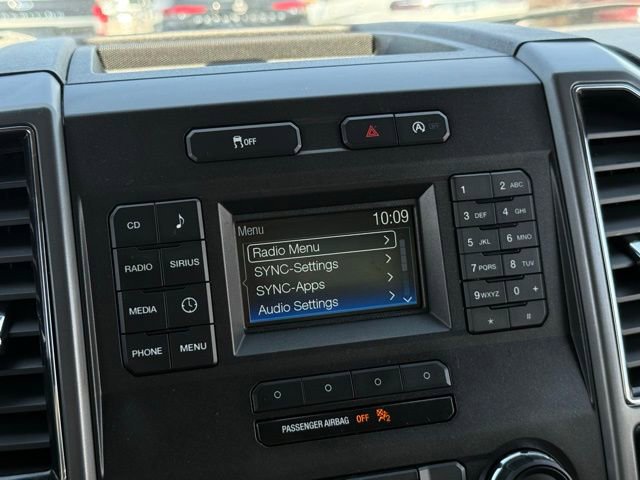 OFF
A OFF
CD
RADIO SIRIUS
MEDIA
PHONE MENU
Menu 10:09
Radio Menu
SYNC-Settings
SYNC-Apps
Audio Settings
1 2 ABC
3 DEF 4 GHI
5 JKL 6 MNO
7 PQRS 8 TUV
9 WXYZ 0 +
* #
PASSENGER AIRBAG OFF 2